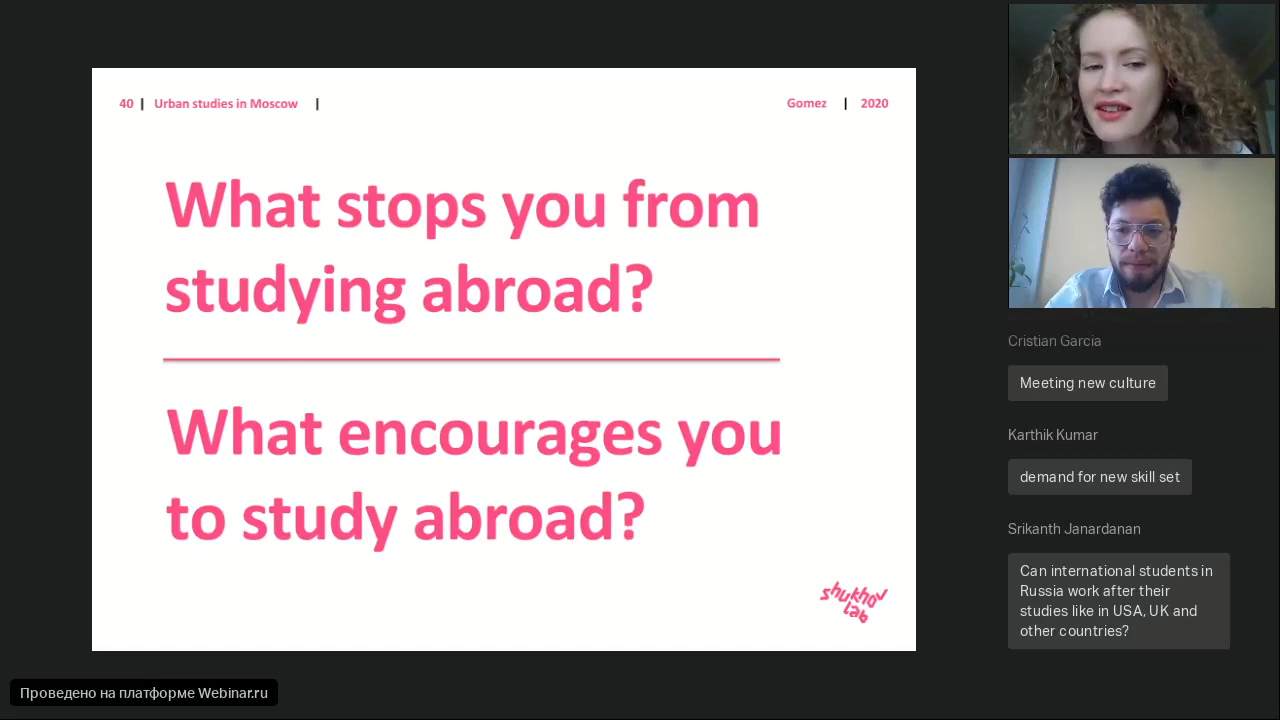 40 | Urban studies in Moscow |
Gomez | 2020
What stops you from
studying abroad?
What encourages you
to study abroad?
shukhov
lab
Cristian Garcia
Meeting new culture
Karthik Kumar
demand for new skill set
Srikanth Janardanan
Can international students in
Russia work after their
studies like in USA, UK and
other countries?
Проведено на платформе Webinar.ru